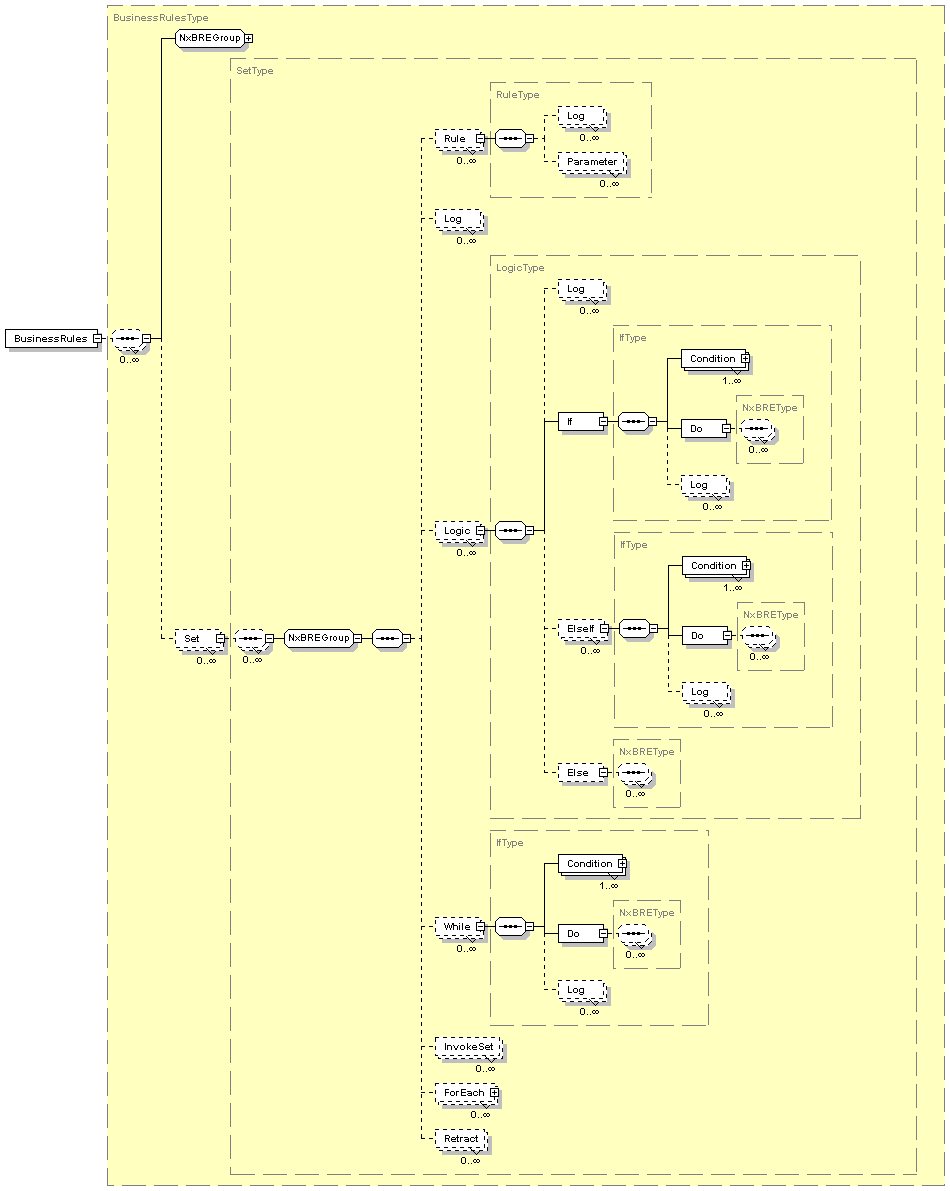 BusinessRulesType
NxBREGroup
SetType
RuleType
Log
0..∞
Rule
0..∞
Parameter
0..∞
Log
0..∞
LogicType
Log
0..∞
IfType
Condition
1..∞
BusinessRules
0..∞
NxBREType
If
Do
0..∞
Log
0..∞
Logic
0..∞
IfType
Condition
1..∞
NxBREType
ElseIf
0..∞
Do
0..∞
Set
0..∞
0..∞
NxBREGroup
Log
0..∞
NxBREType
Else
0..∞
IfType
Condition
1..∞
NxBREType
While
0..∞
Do
0..∞
Log
0..∞
InvokeSet
0..∞
ForEach
0..∞
Retract
0..∞